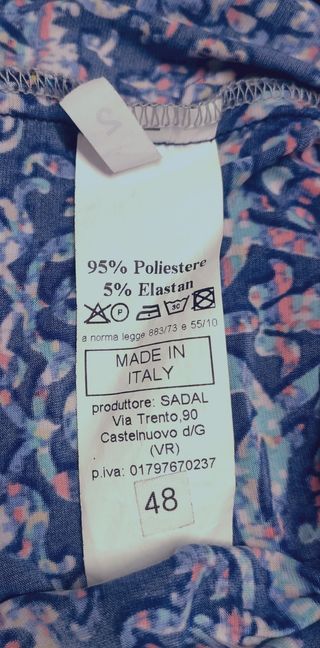 95% Poliestere
5% Elastan
P 30
a norma legge 883/73 e 55/10
MADE IN
ITALY
produttore: SADAL
Via Trento,90
Castelnuovo d/G
(VR)
p.iva: 01797670237
48